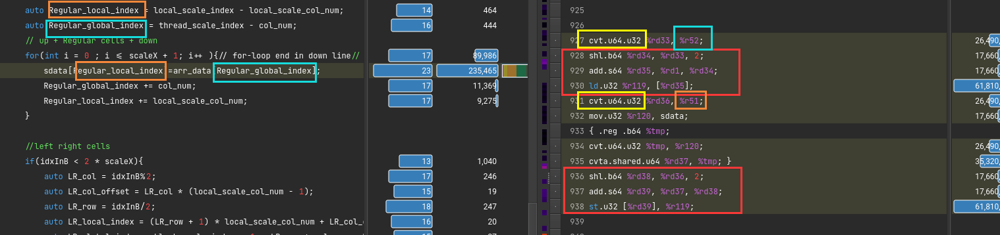 auto Regular_local_index = local_scale_index - local_scale_col_num; 14 464
auto Regular_global_index = thread_scale_index - col_num; 16 444
// up + Regular cells + down
for(int i = 0 ; i ≤ scaleX + 1; i++ ){// for-loop end in down line// 17 89,986
sdata[Regular_local_index]=arr_data[Regular_global_index]; 23 235,465
Regular_global_index += col_num; 17 11,369
Regular_local_index += local_scale_col_num; 17 9,275
}
//left right cells
if(idxInB < 2 * scaleX){ 13 1,040
auto LR_col = idxInB%2; 17 246
auto LR_col_offset = LR_col * (local_scale_col_num - 1); 15 19
auto LR_row = idxInB/2; 18 247
auto LR_local_index = (LR_row + 1) * local_scale_col_num + LR_col_ 16 20
925
926
927 cvt.u64.u32 %rd33, %r52; 26,490,
928 shl.b64 %rd34, %rd33, 2; 17,660,
929 add.s64 %rd35, %rd1, %rd34; 17,660
930 ld.u32 %r119, [%rd35]; 61,810
931 cvt.u64.u32 %rd36, %r51; 26,490
932 mov.u32 %r120, sdata; 17,660
933 { .reg .b64 %tmp;
934 cvt.u64.u32 %tmp, %r120; 26,490
935 cvta.shared.u64 %rd37, %tmp; } 35,320,
936 shl.b64 %rd38, %rd36, 2; 17,660
937 add.s64 %rd39, %rd37, %rd38; 17,660
938 st.u32 [%rd39], %r119; 61,810
939